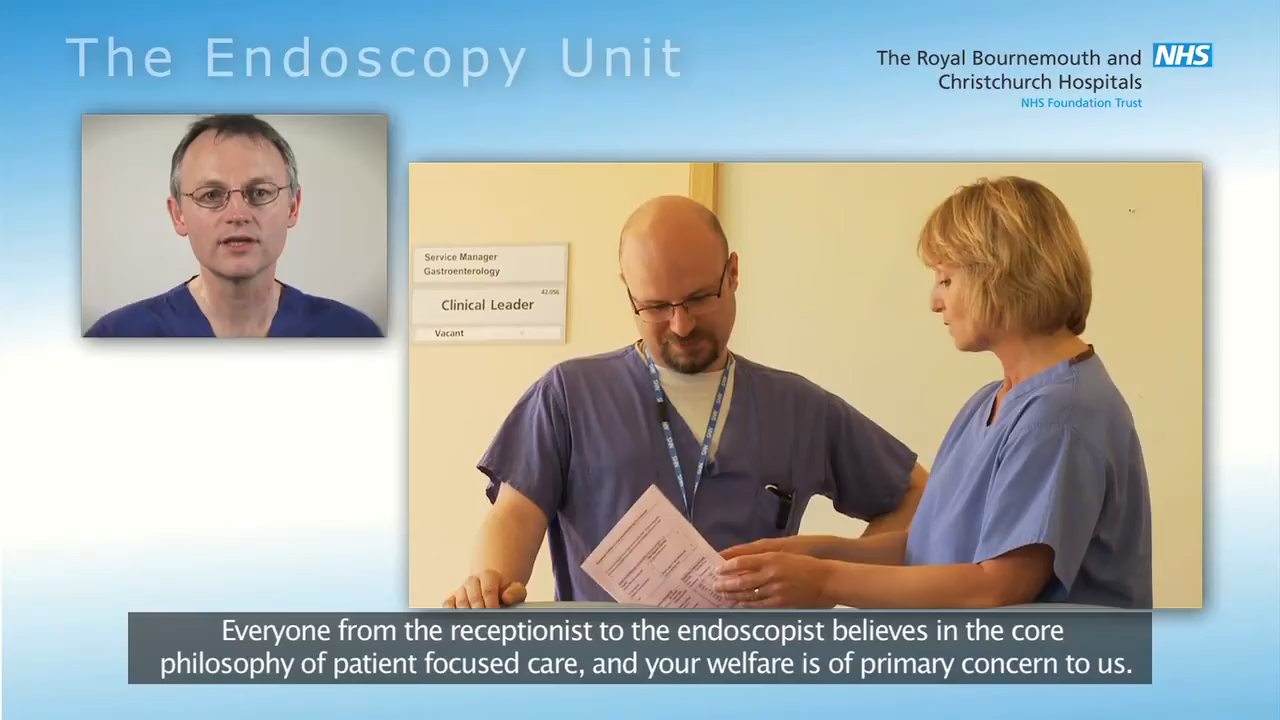 The Endoscopy Unit
The Royal Bournemouth and NHS
Christchurch Hospitals
NHS Foundation Trust
Service Manager
Gastroenterology
42.056
Clinical Leader
Vacant
Everyone from the receptionist to the endoscopist believes in the core
philosophy of patient focused care, and your welfare is of primary concern to us.